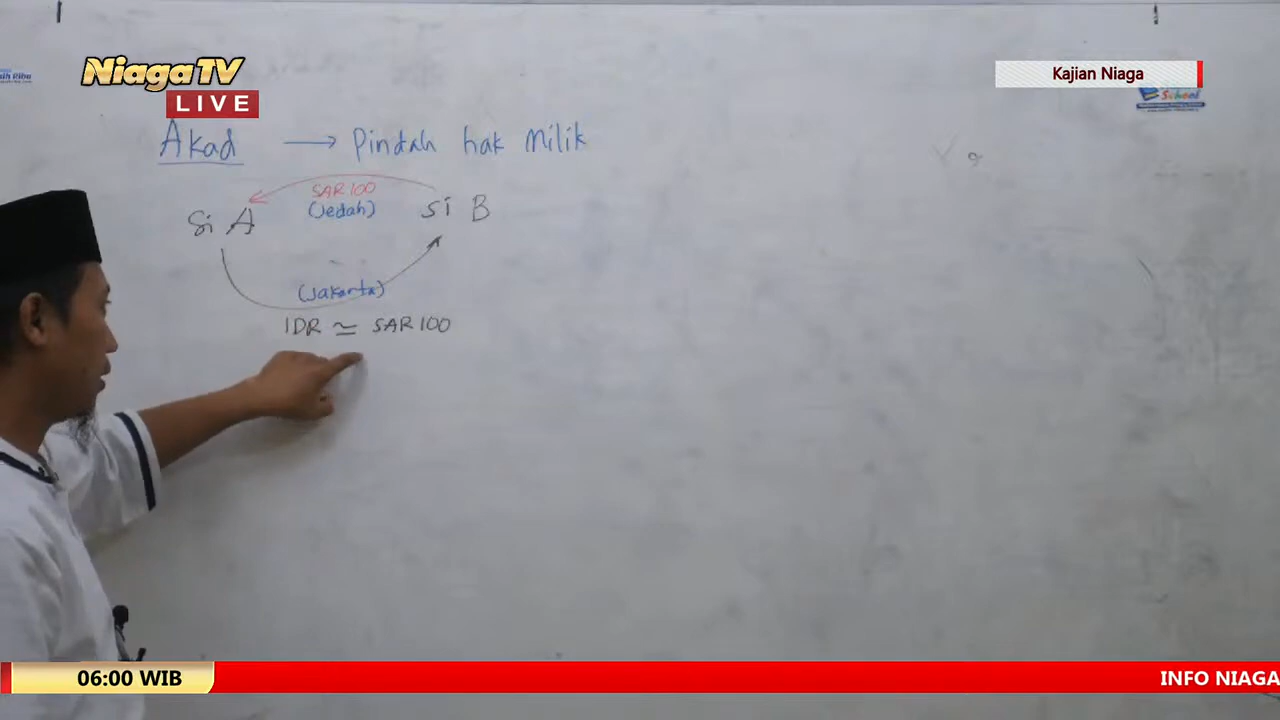 NiagaTV
LIVE
Kajian Niaga
School
Akad → Pindah hak Milik
SAR 100
(Jedah)
Si A
Si B
(Jakarta)
IDR ≃ SAR 100
06:00 WIB
INFO NIAGA